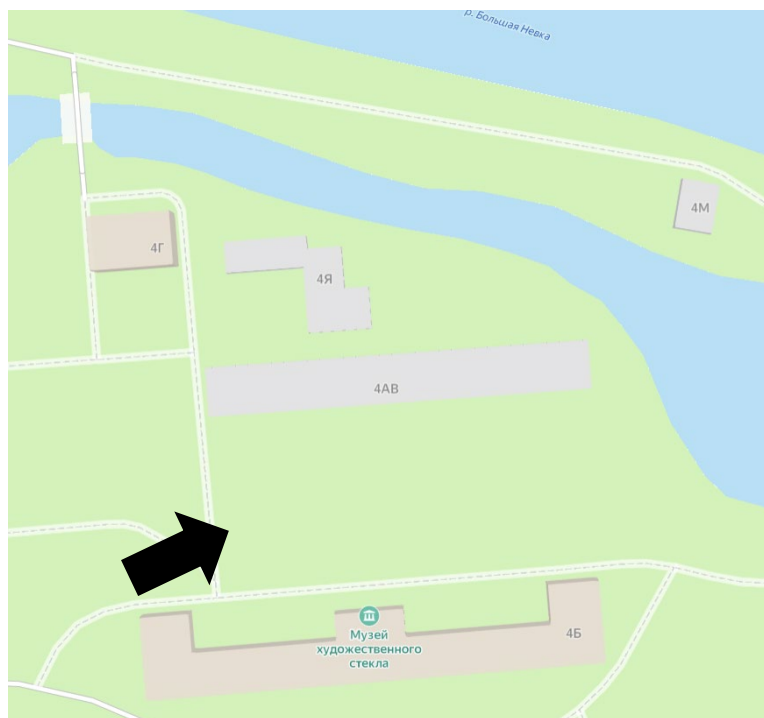 р. Большая Невка
4М
4Г
4Я
4АВ
4Б
Музей
художественного
стекла